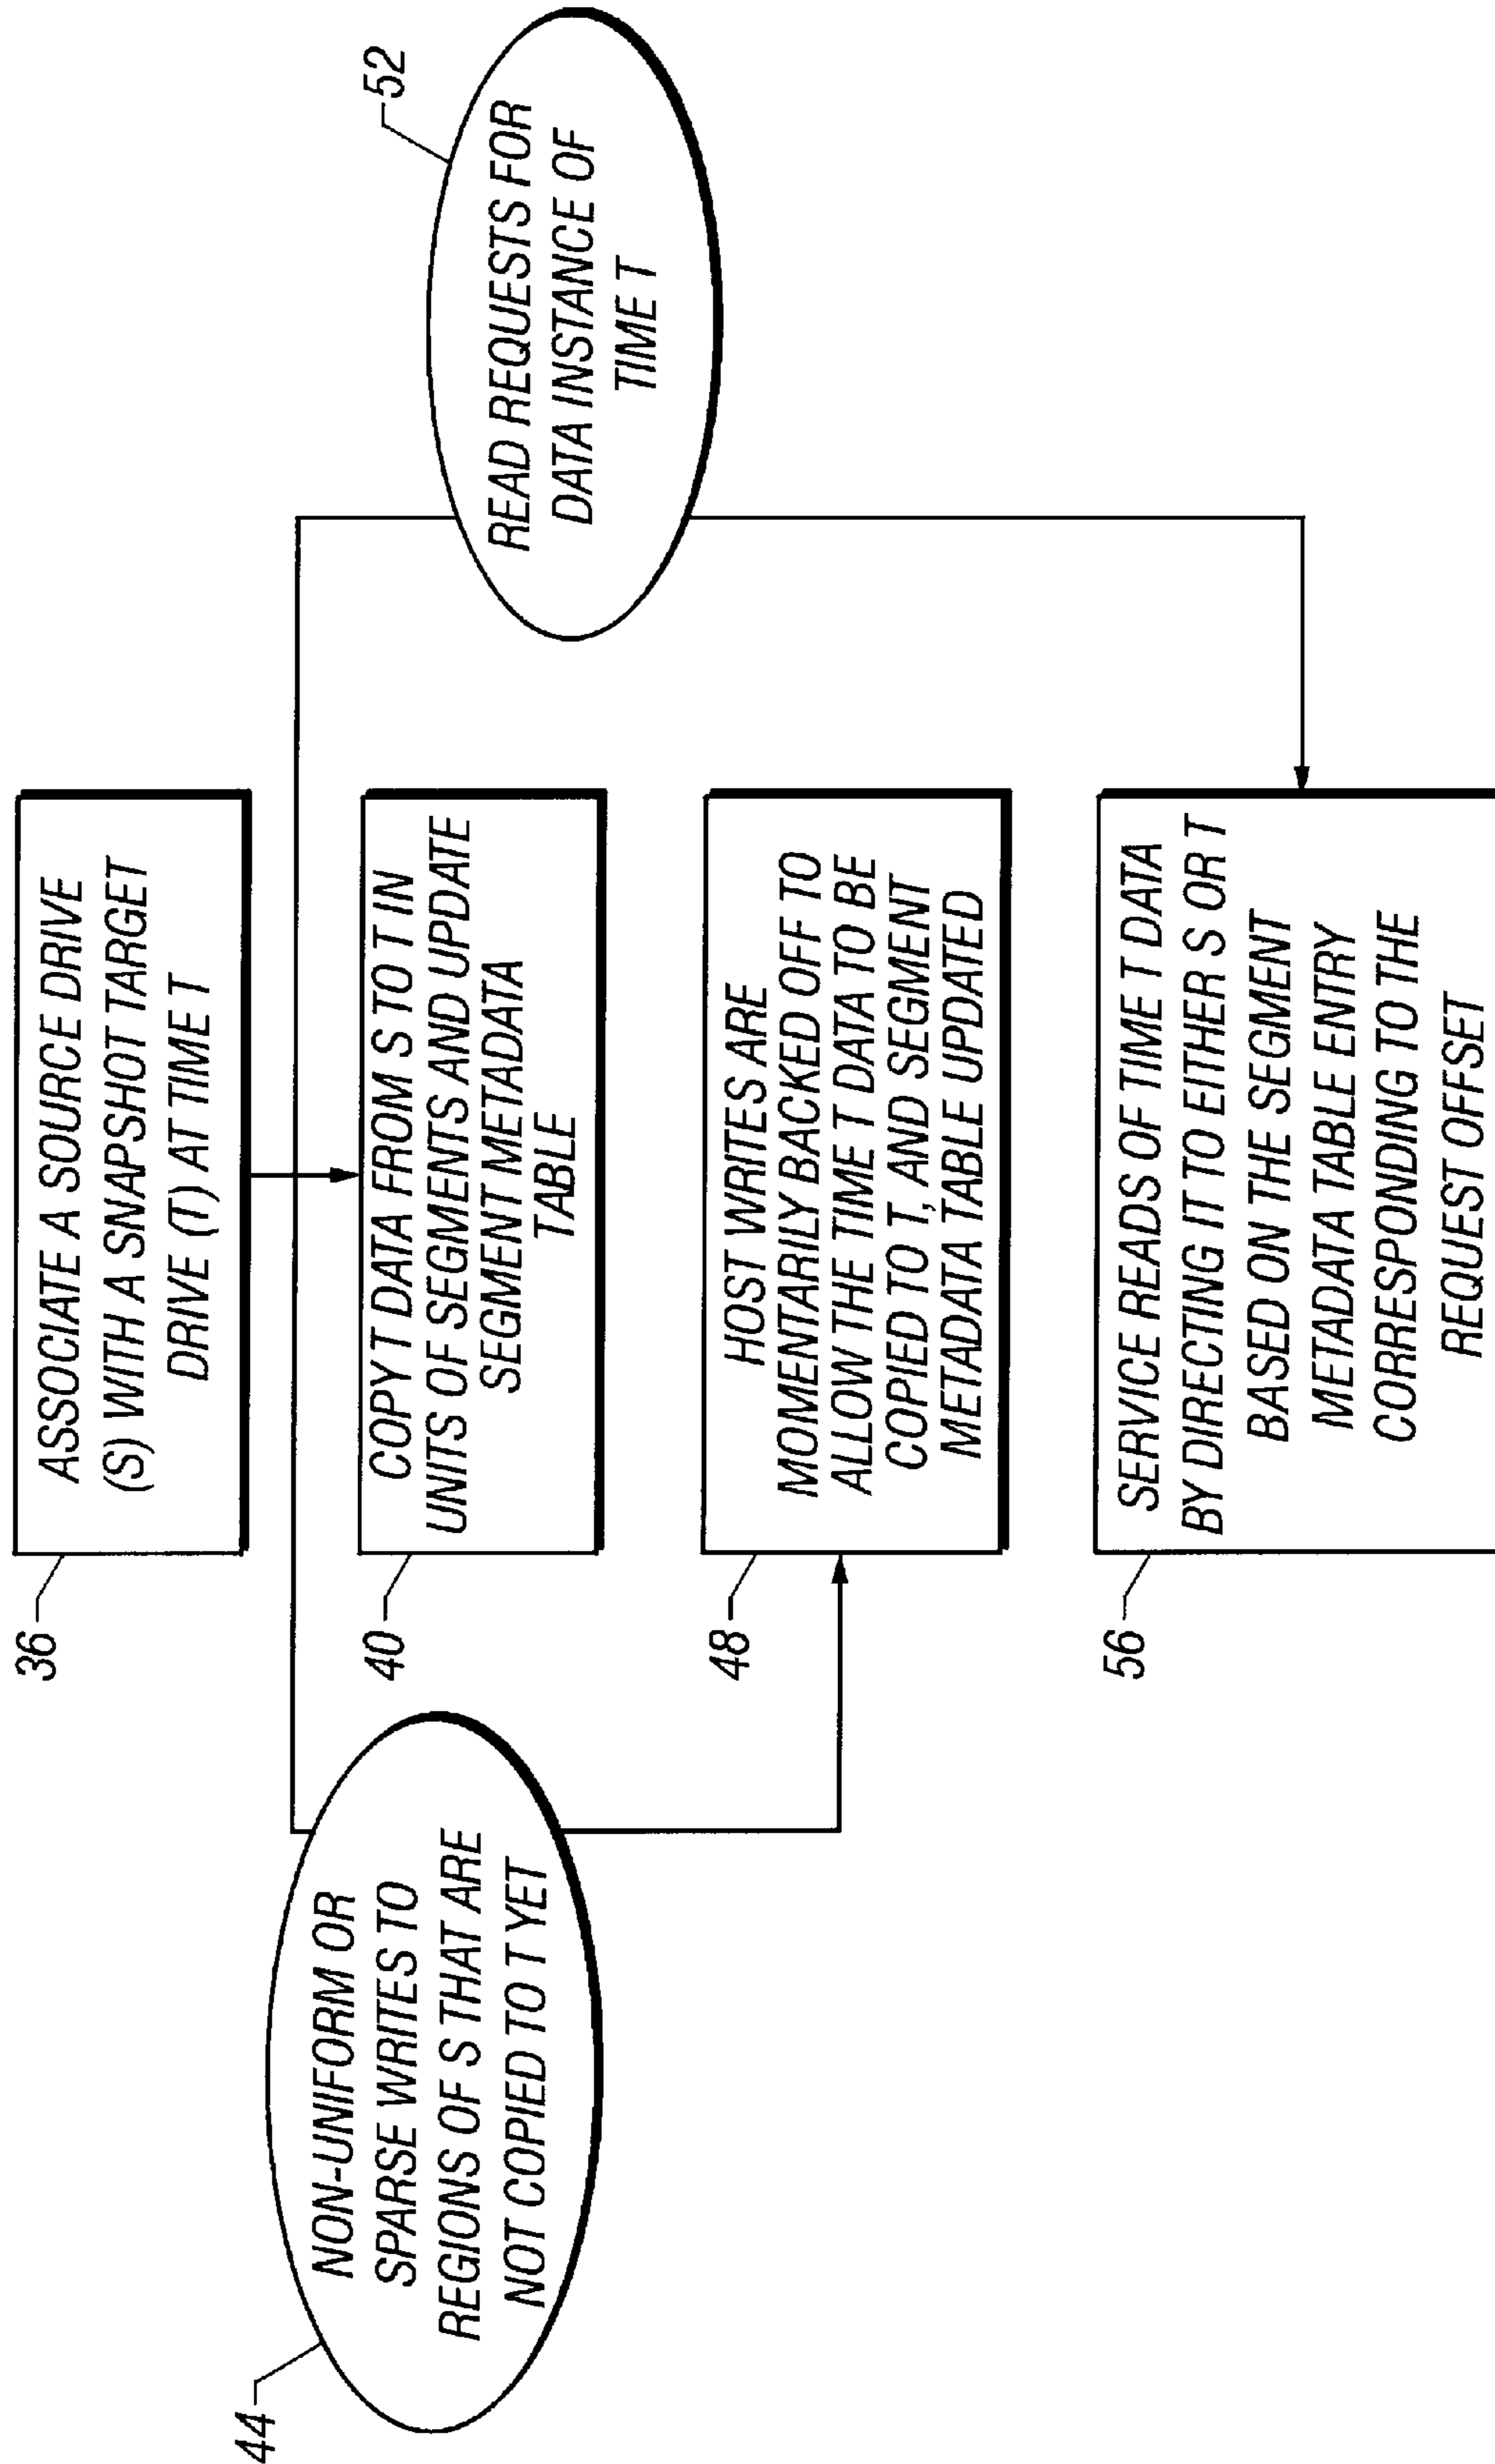 36
ASSOCIATE A SOURCE DRIVE
(S) WITH A SNAPSHOT TARGET
DRIVE (T) AT TIME T
44
NON-UNIFORM OR
SPARSE WRITES TO
REGIONS OF S THAT ARE
NOT COPIED TO T YET
40
COPY T DATA FROM S TO T IN
UNITS OF SEGMENTS AND UPDATE
SEGMENT METADATA
TABLE
52
READ REQUESTS FOR
DATA INSTANCE OF
TIME T
48
HOST WRITES ARE
MOMENTARILY BACKED OFF TO
ALLOW THE TIME T DATA TO BE
COPIED TO T, AND SEGMENT
METADATA TABLE UPDATED
56
SERVICE READS OF TIME T DATA
BY DIRECTING IT TO EITHER S OR T
BASED ON THE SEGMENT
METADATA TABLE ENTRY
CORRESPONDING TO THE
REQUEST OFFSET